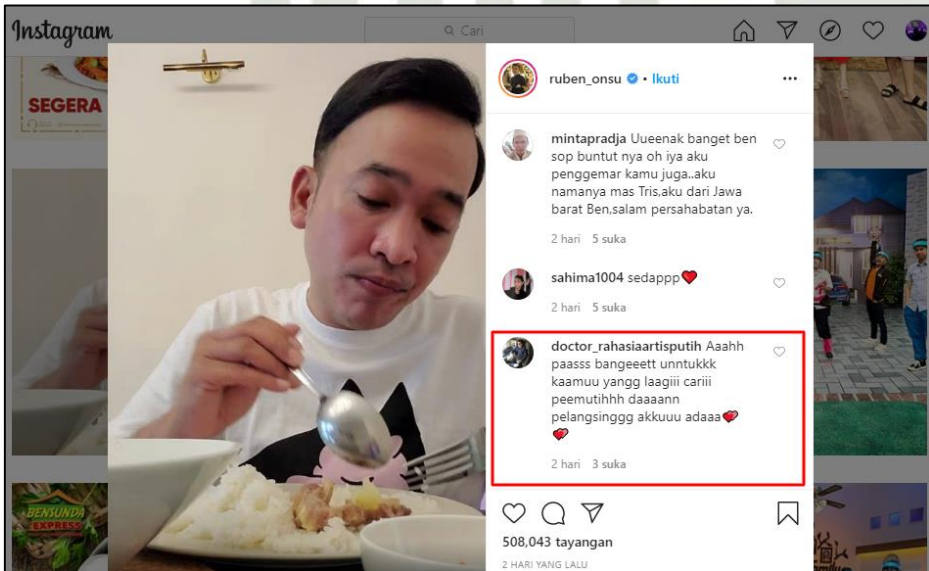 Instagram
Cari
SEGERA
ruben_onsu • Ikuti
mintapradja Uueenak banget ben
sop buntut nya oh iya aku
penggemar kamu juga..aku
namanya mas Tris,aku dari Jawa
barat Ben,salam persahabatan ya.
2 hari 5 suka
sahima1004 sedappp❤️
2 hari 5 suka
doctor_rahasiaartisputih Aaahh
paasss bangeeett unntukkk
kaamuu yangg laagiii cariii
peemutihhh daaaann
pelangsinggg akkuuu adaaa💕
💕
2 hari 3 suka
508,043 tayangan
2 HARI YANG LALU
BENSUNDA
EXPRESS